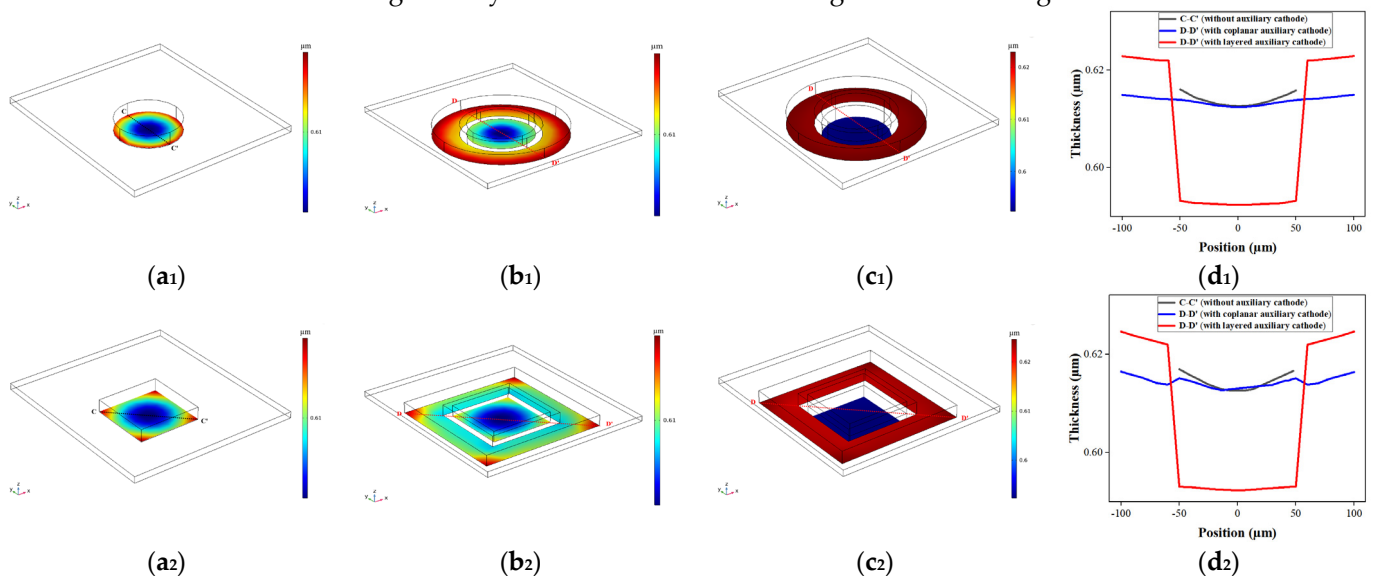 C-C' (without auxiliary cathode)
D-D' (with coplanar auxiliary cathode)
D-D' (with layered auxiliary cathode)
µm
0.61
C
C'
z
y
x
µm
0.61
D
D'
z
y
x
µm
0.62
0.61
0.6
D
D'
z
y
x
Thickness (µm)
0.62
0.60
-100
-50
0
50
100
Position (µm)
(a1)
(b1)
(c1)
(d1)
C-C' (without auxiliary cathode)
D-D' (with coplanar auxiliary cathode)
D-D' (with layered auxiliary cathode)
µm
0.61
C
C'
z
y
x
µm
0.61
D
D'
z
y
x
µm
0.62
0.61
0.6
D
D'
z
y
x
Thickness (µm)
0.62
0.60
-100
-50
0
50
100
Position (µm)
(a2)
(b2)
(c2)
(d2)